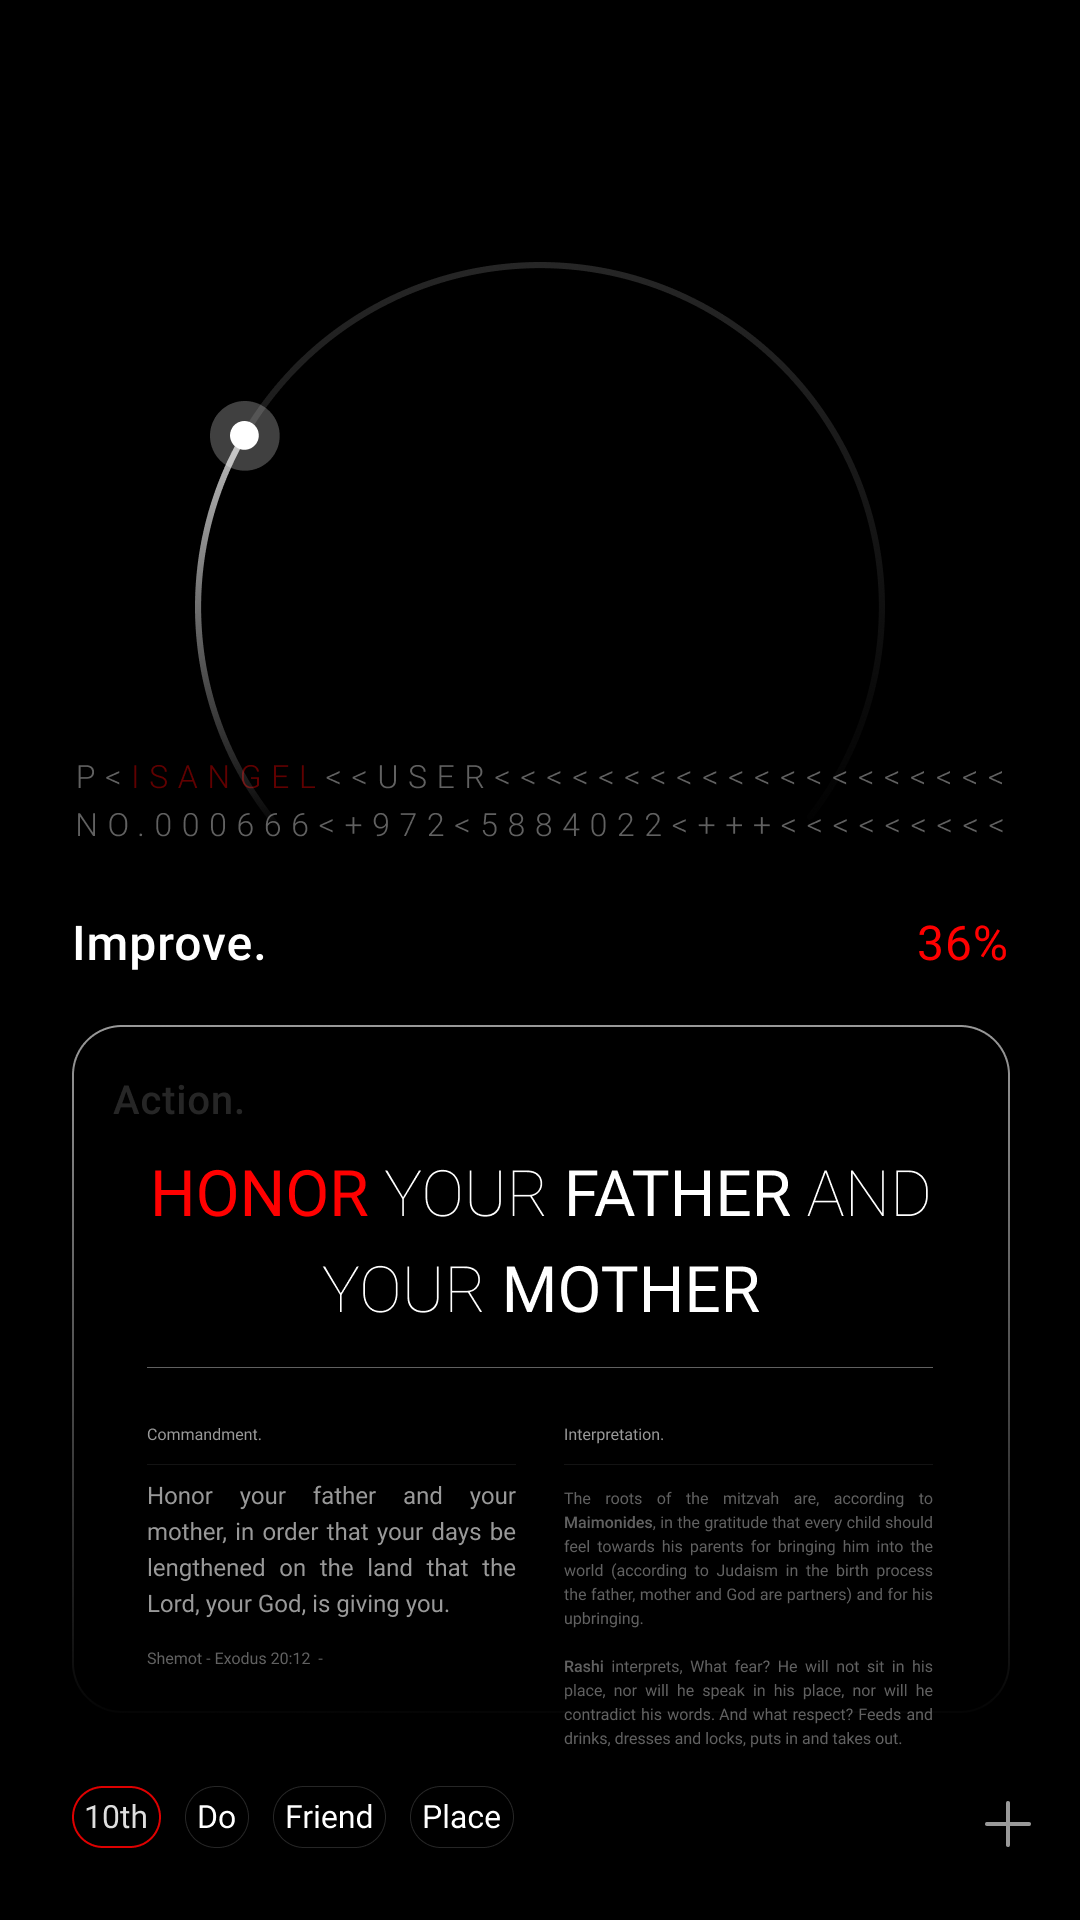 P<ISANGEL<<USER<<<<<<<<<<<<<<<<<<<<
NO.000666<+972<5884022<+++<<<<<<<<<
Improve.
36%
Action.
HONOR YOUR FATHER AND
YOUR MOTHER
Commandment.
Honor your father and your
mother, in order that your days be
lengthened on the land that the
Lord, your God, is giving you.
Shemot - Exodus 20:12 -
Interpretation.
The roots of the mitzvah are, according to
Maimonides, in the gratitude that every child should
feel towards his parents for bringing him into the
world (according to Judaism in the birth process
the father, mother and God are partners) and for his
upbringing.
Rashi interprets, What fear? He will not sit in his
place, nor will he speak in his place, nor will he
contradict his words. And what respect? Feeds and
drinks, dresses and locks, puts in and takes out.
10th
Do
Friend
Place